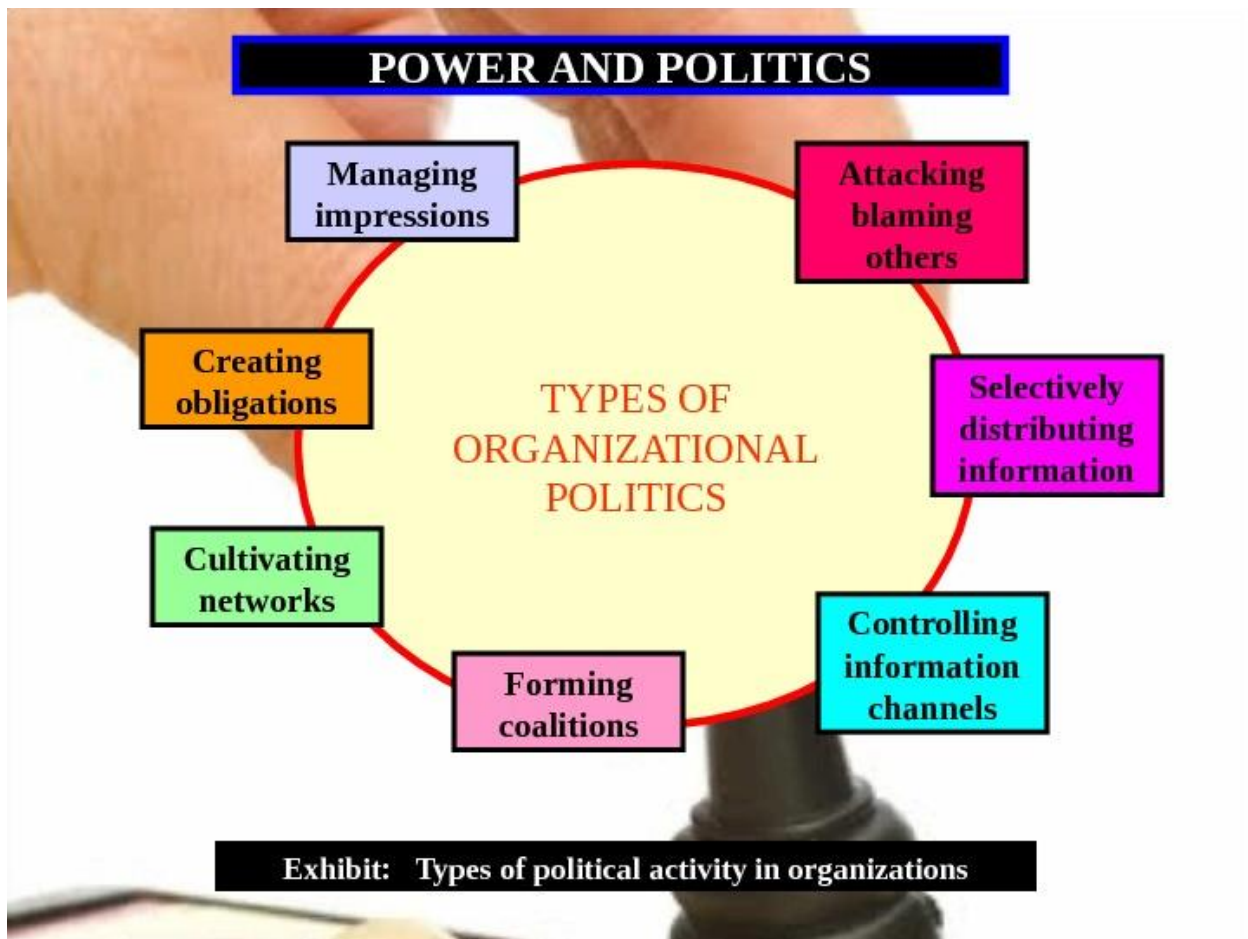 POWER AND POLITICS
Managing
impressions
Attacking
blaming
others
Creating
obligations
TYPES OF
ORGANIZATIONAL
POLITICS
Selectively
distributing
information
Cultivating
networks
Forming
coalitions
Controlling
information
channels
Exhibit: Types of political activity in organizations